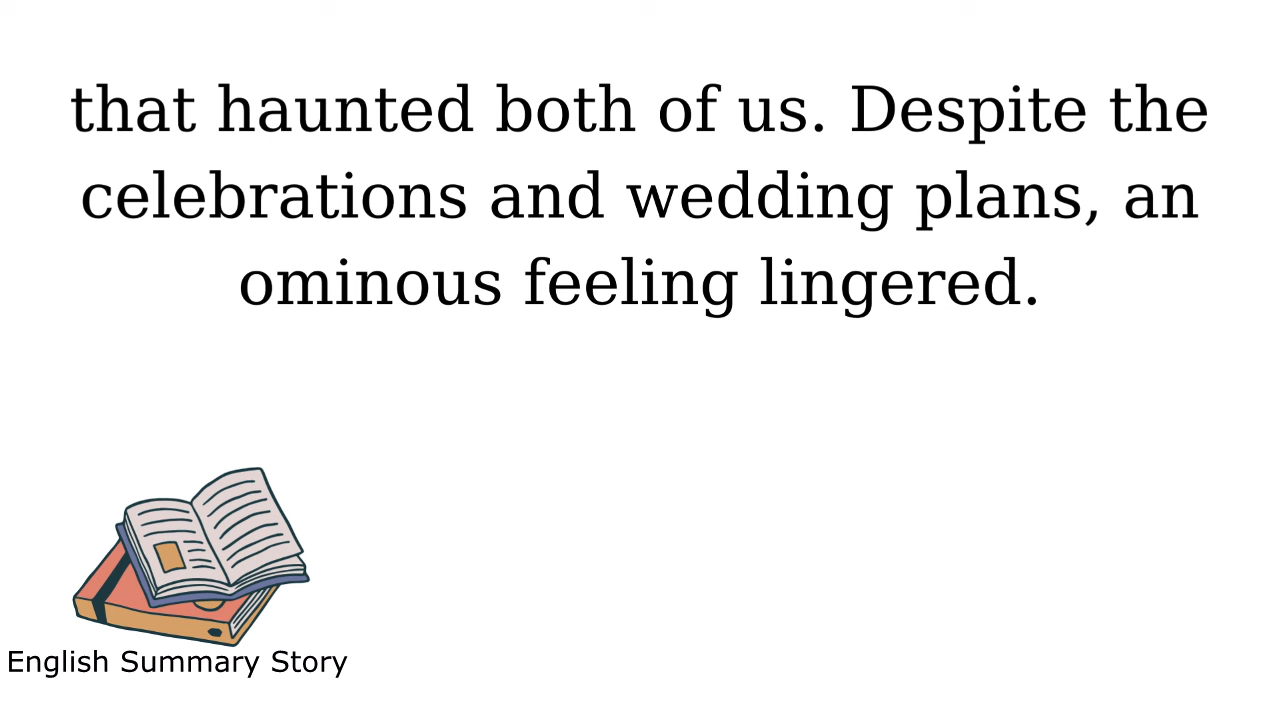 that haunted both of us. Despite the
celebrations and wedding plans, an
ominous feeling lingered.
English Summary Story